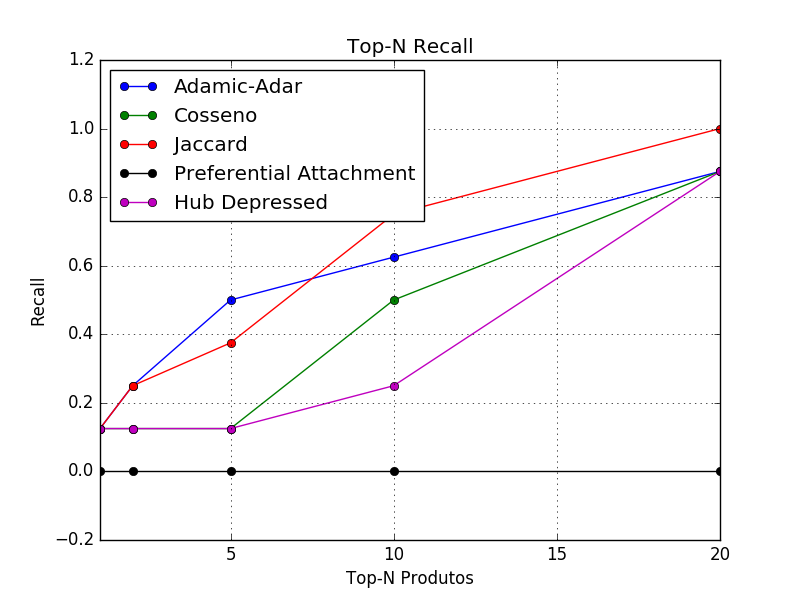 Top-N Recall
1.2
1.0
0.8
0.6
0.4
0.2
0.0
−0.2
Recall
Adamic-Adar
Cosseno
Jaccard
Preferential Attachment
Hub Depressed
5 10 15 20
Top-N Produtos